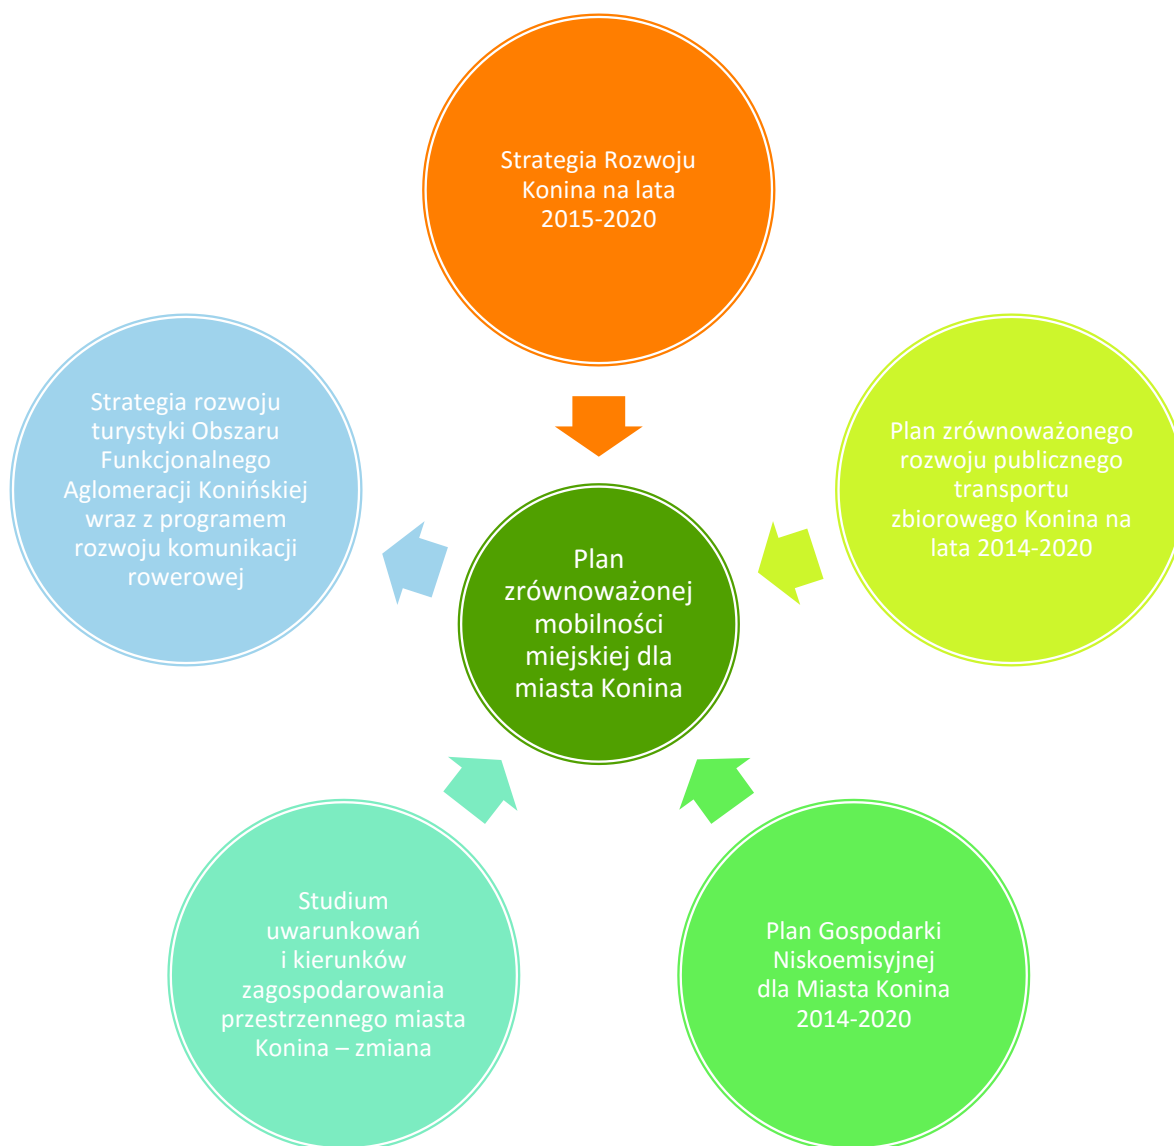 Strategia Rozwoju
Konina na lata
2015-2020
Strategia rozwoju
turystyki Obszaru
Funkcjonalnego
Aglomeracji Konińskiej
wraz z programem
rozwoju komunikacji
rowerowej
Plan zrównoważonego
rozwoju publicznego
transportu
zbiorowego Konina na
lata 2014-2020
Plan
zrównoważonej
mobilności
miejskiej dla
miasta Konina
Studium
uwarunkowań
i kierunków
zagospodarowania
przestrzennego miasta
Konina – zmiana
Plan Gospodarki
Niskoemisyjnej
dla Miasta Konina
2014-2020